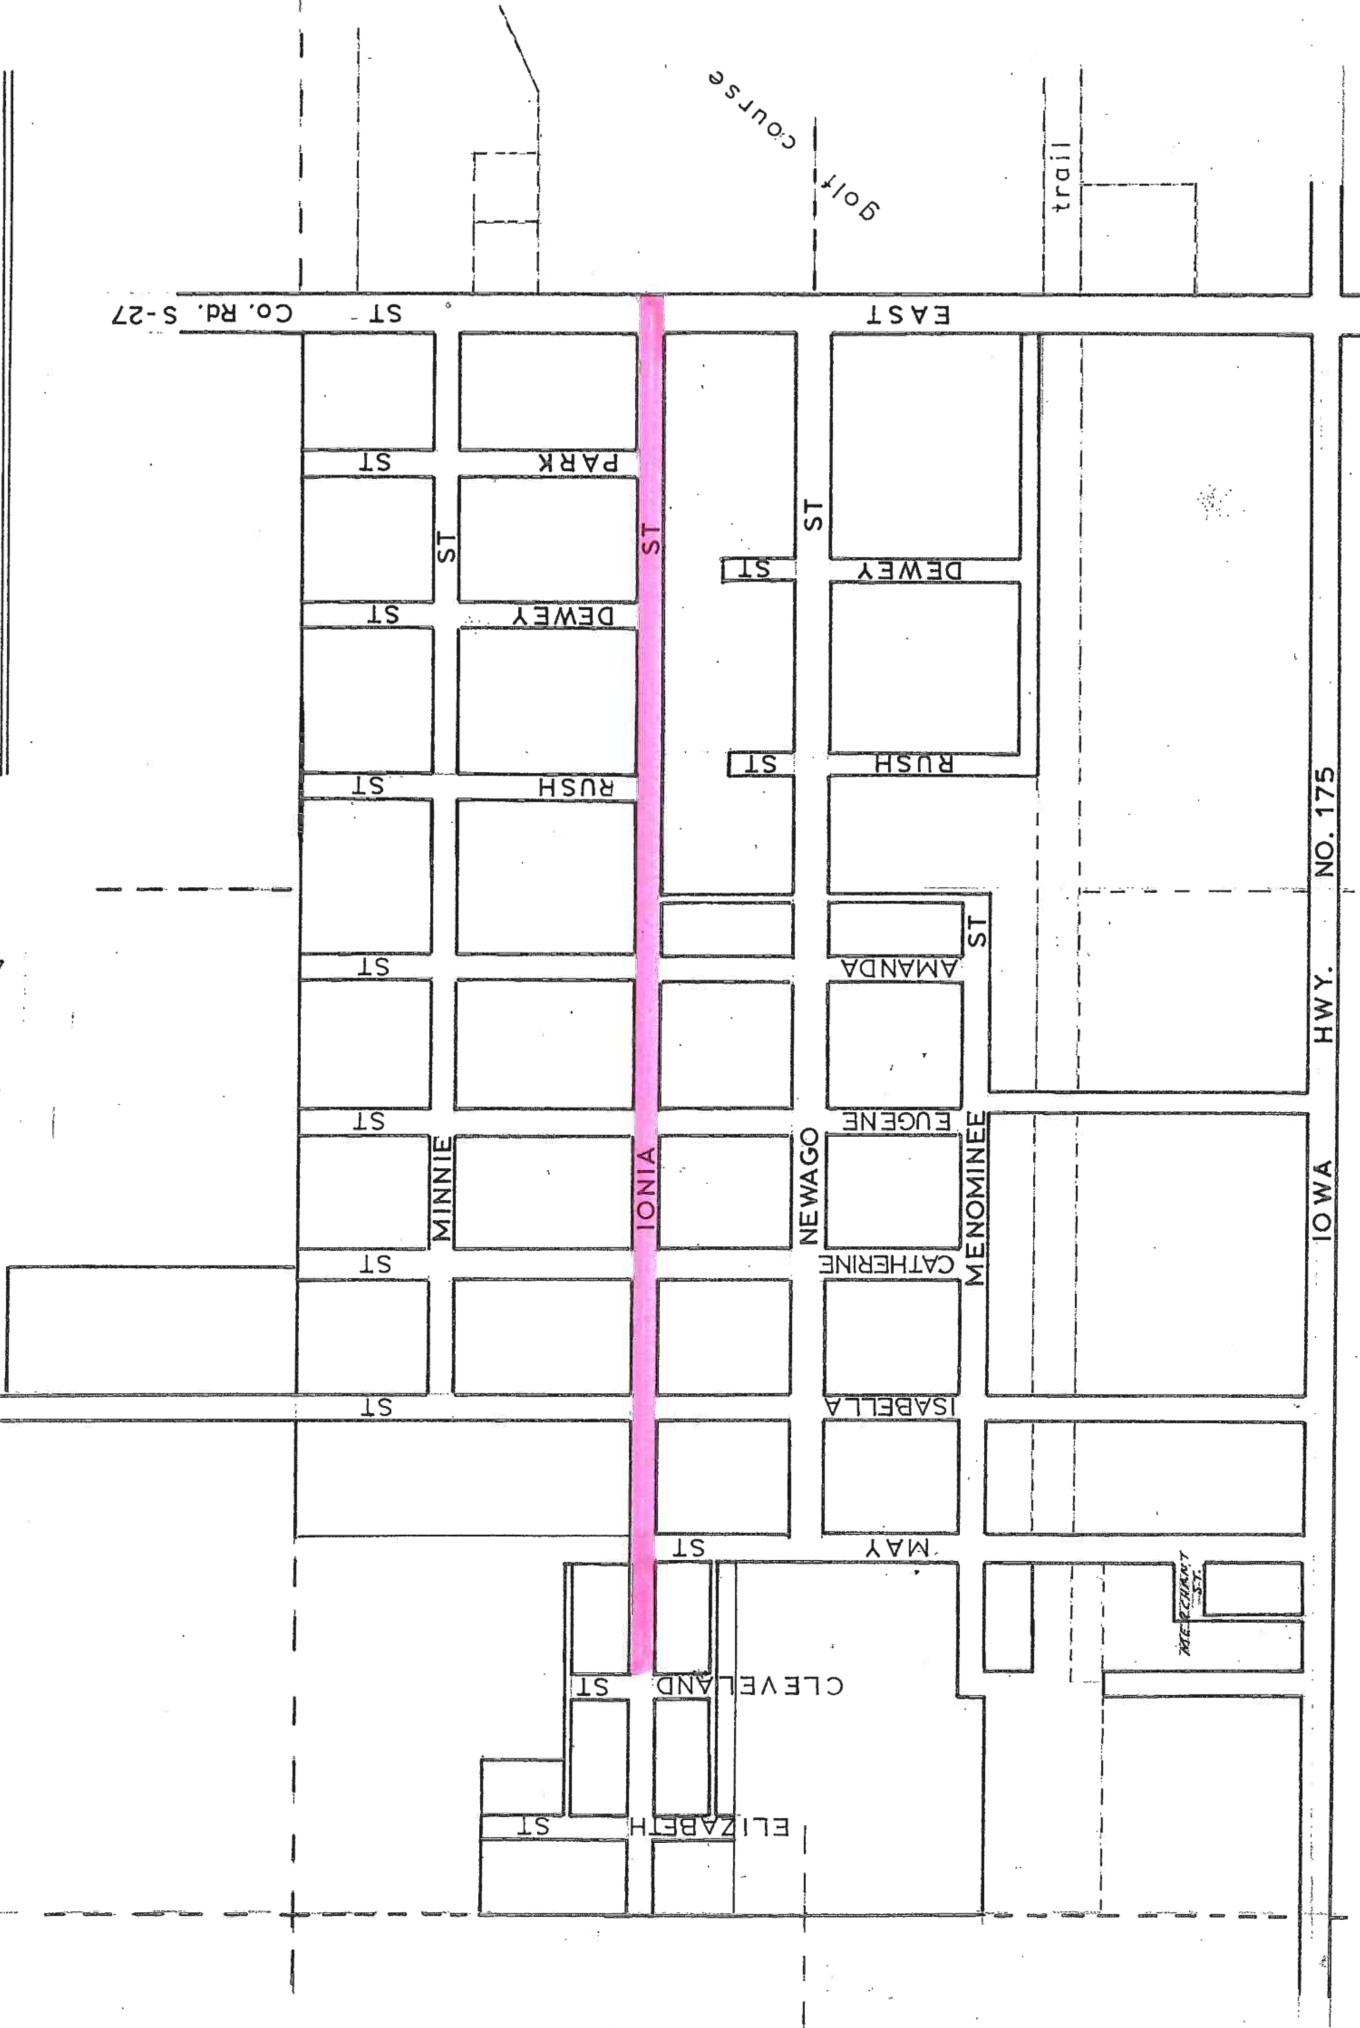 golf course
trail
Co. Rd. S-27
EAST ST
PARK ST
DEWEY ST
DEWEY ST
RUSH ST
RUSH ST
AMANDA ST
EUGENE ST
CATHERINE ST
ISABELLA ST
MAY ST
CLEVELAND ST
ELIZABETH ST
MINNIE ST
IONIA ST
NEWAGO ST
MENOMINEE ST
MERCHANT
ST.
IOWA HWY. NO. 175